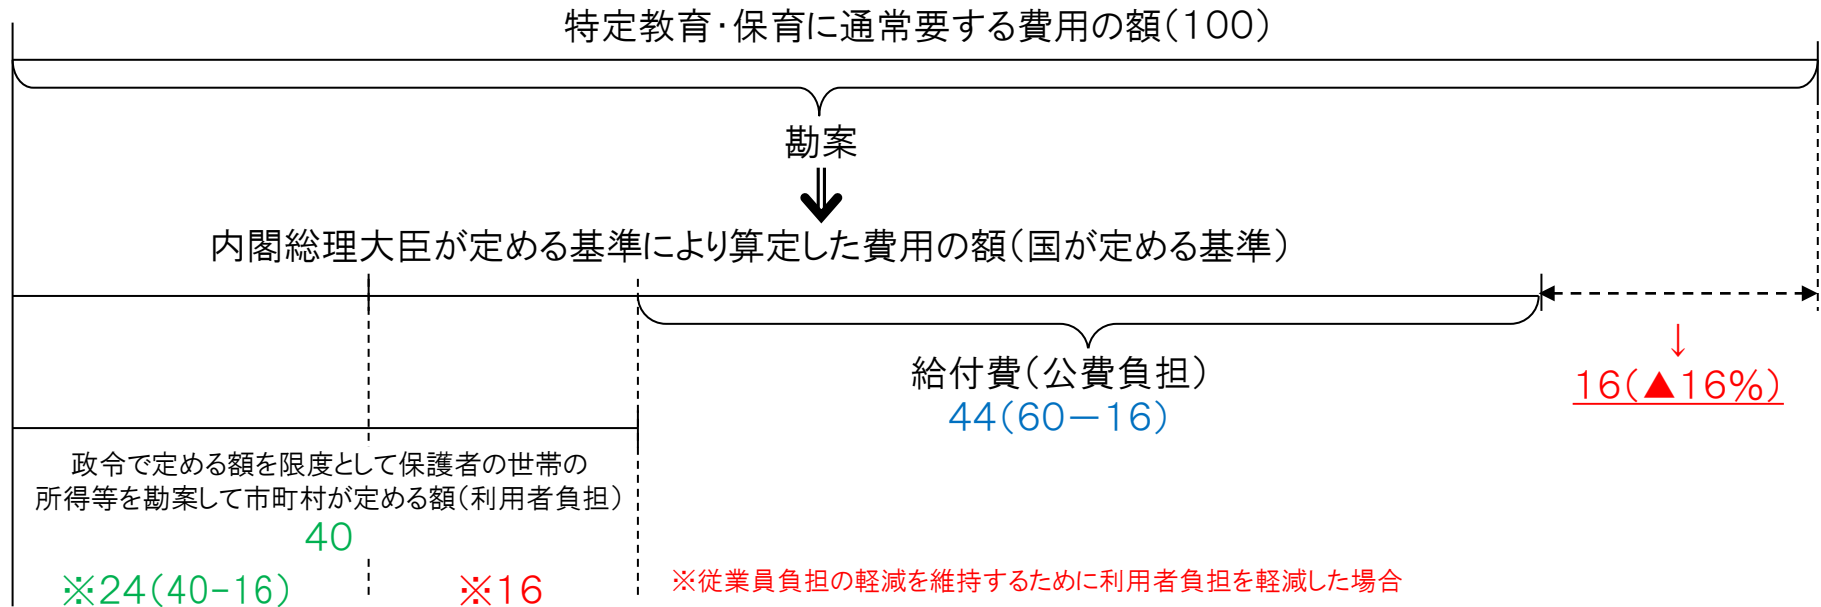 特定教育・保育に通常要する費用の額(100)
勘案
内閣総理大臣が定める基準により算定した費用の額(国が定める基準)
↓
給付費(公費負担)
16(▲16%)
44(60－16)
政令で定める額を限度として保護者の世帯の
所得等を勘案して市町村が定める額(利用者負担)
40
※24(40-16)
※16
※従業員負担の軽減を維持するために利用者負担を軽減した場合